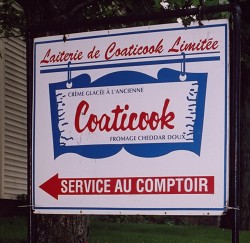 Laiterie de Coaticook Limitée
CRÈME GLACÉE À L'ANCIENNE
Coaticook
FROMAGE CHEDDAR DOUX
SERVICE AU COMPTOIR